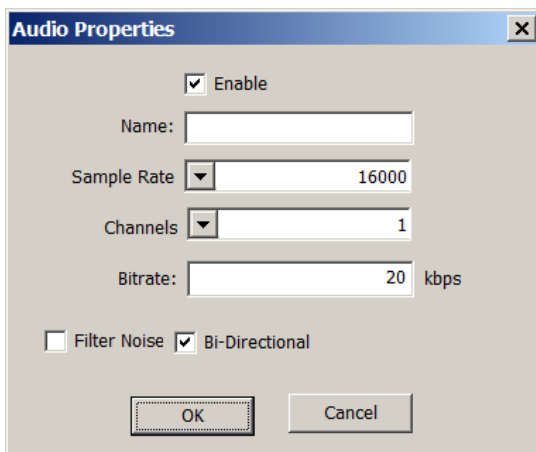 Audio Properties
Enable
Name:
Sample Rate 16000
Channels 1
Bitrate: 20 kbps
Filter Noise Bi-Directional
OK Cancel